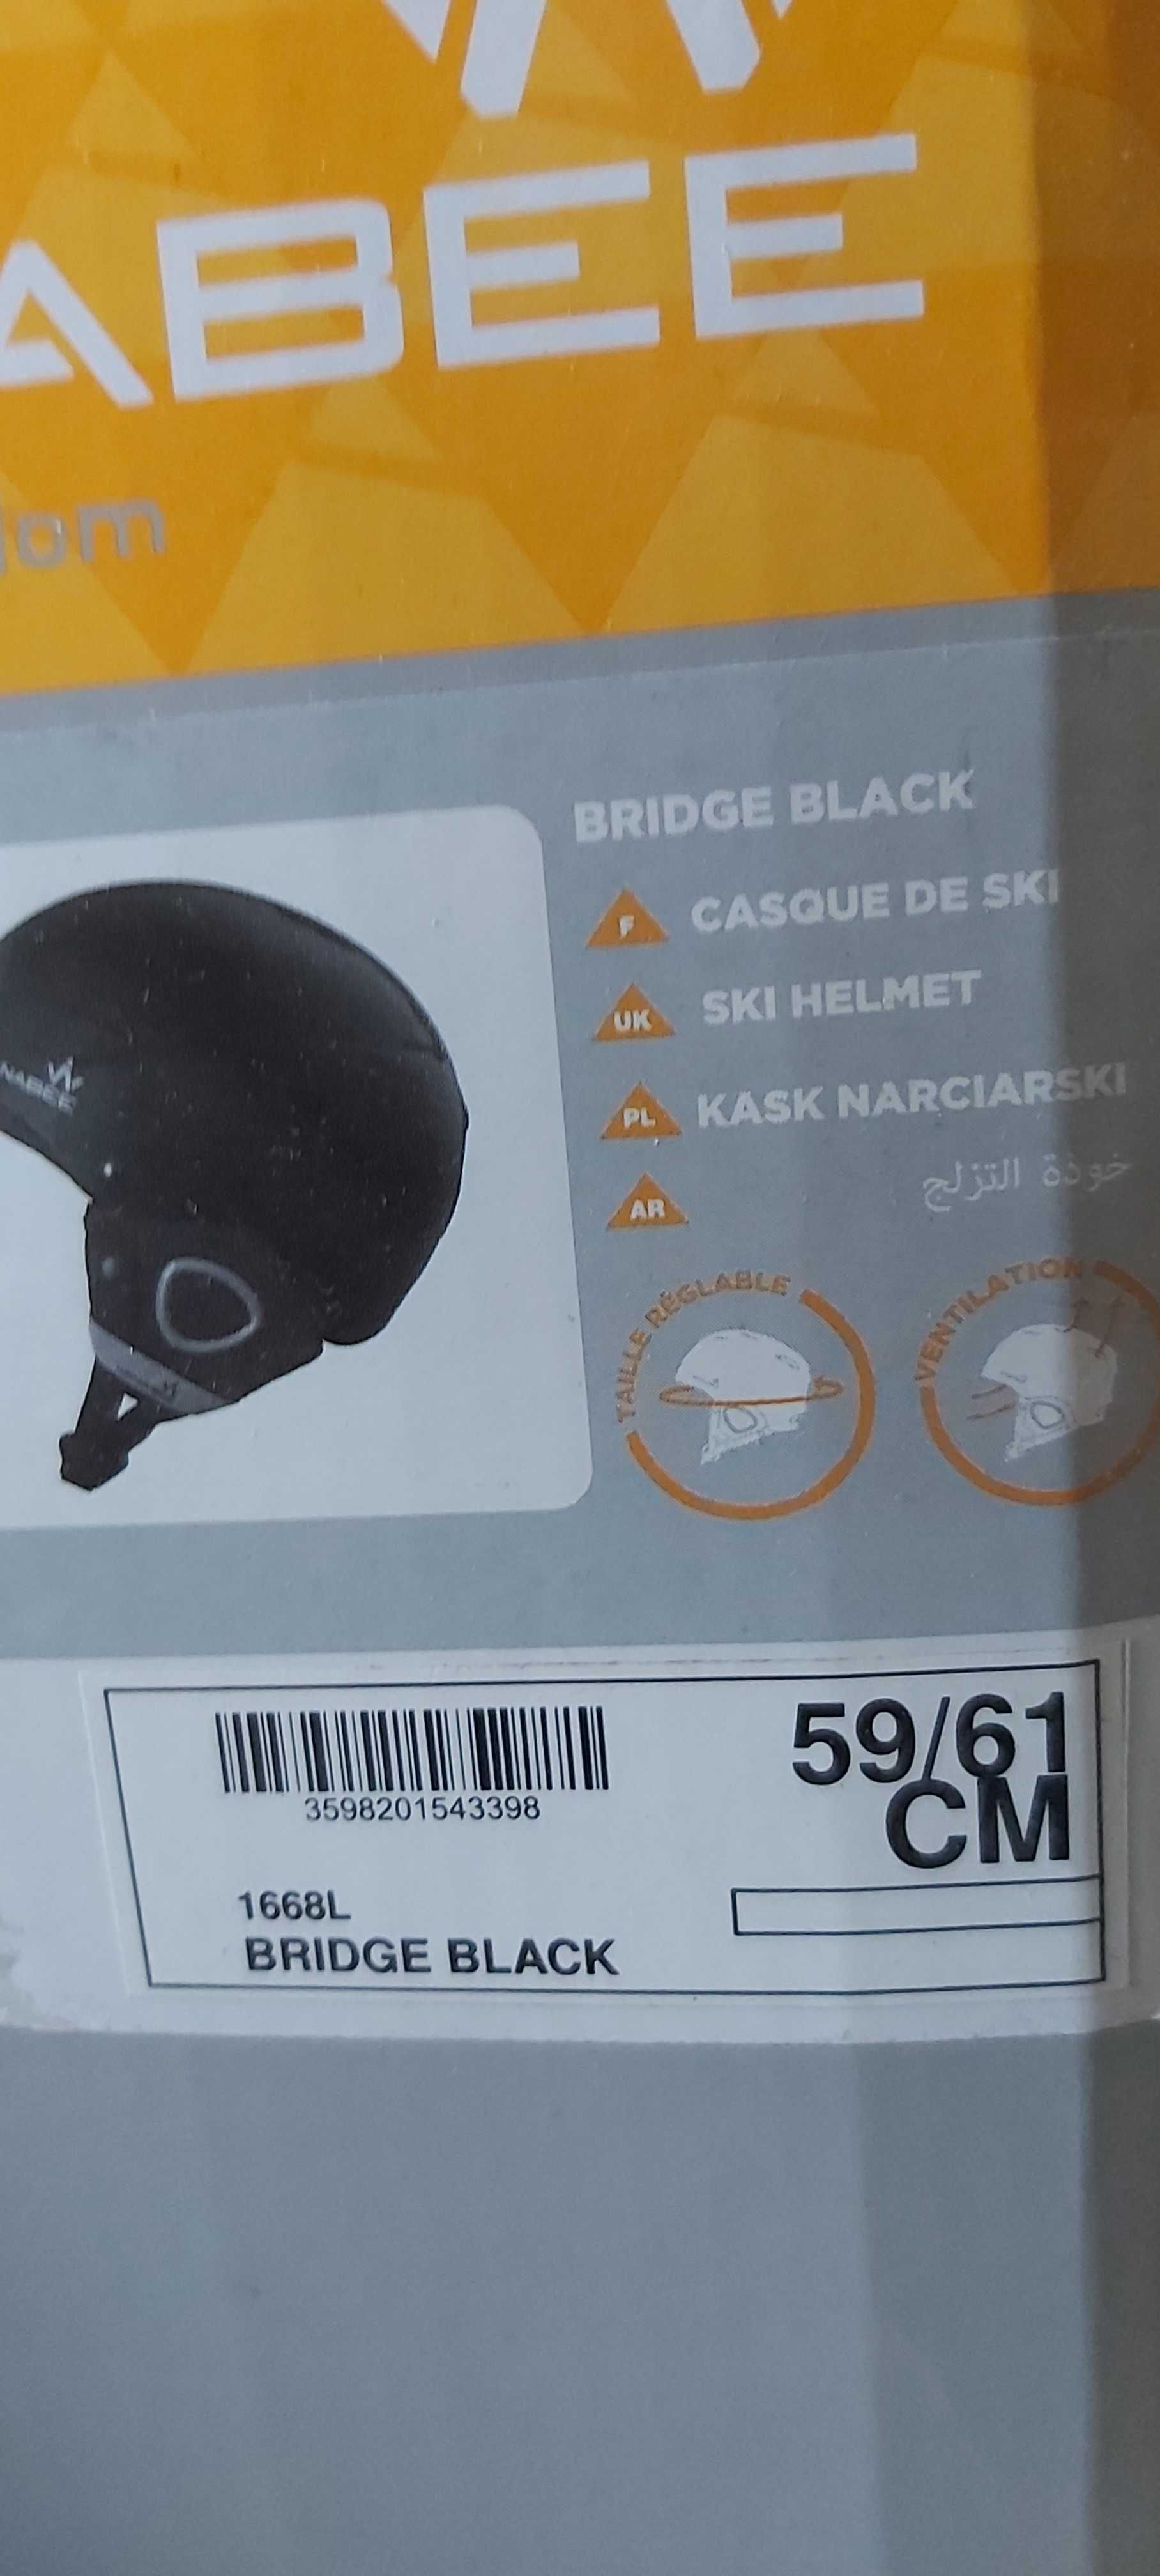 ABEE
dom
BRIDGE BLACK
F CASQUE DE SKI
UK SKI HELMET
PL KASK NARCIARSKI
AR خوذة التزلج
NABEE
TAILLE RÉGLABLE
VENTILATION
59/61
CM
3598201543398
1668L
BRIDGE BLACK